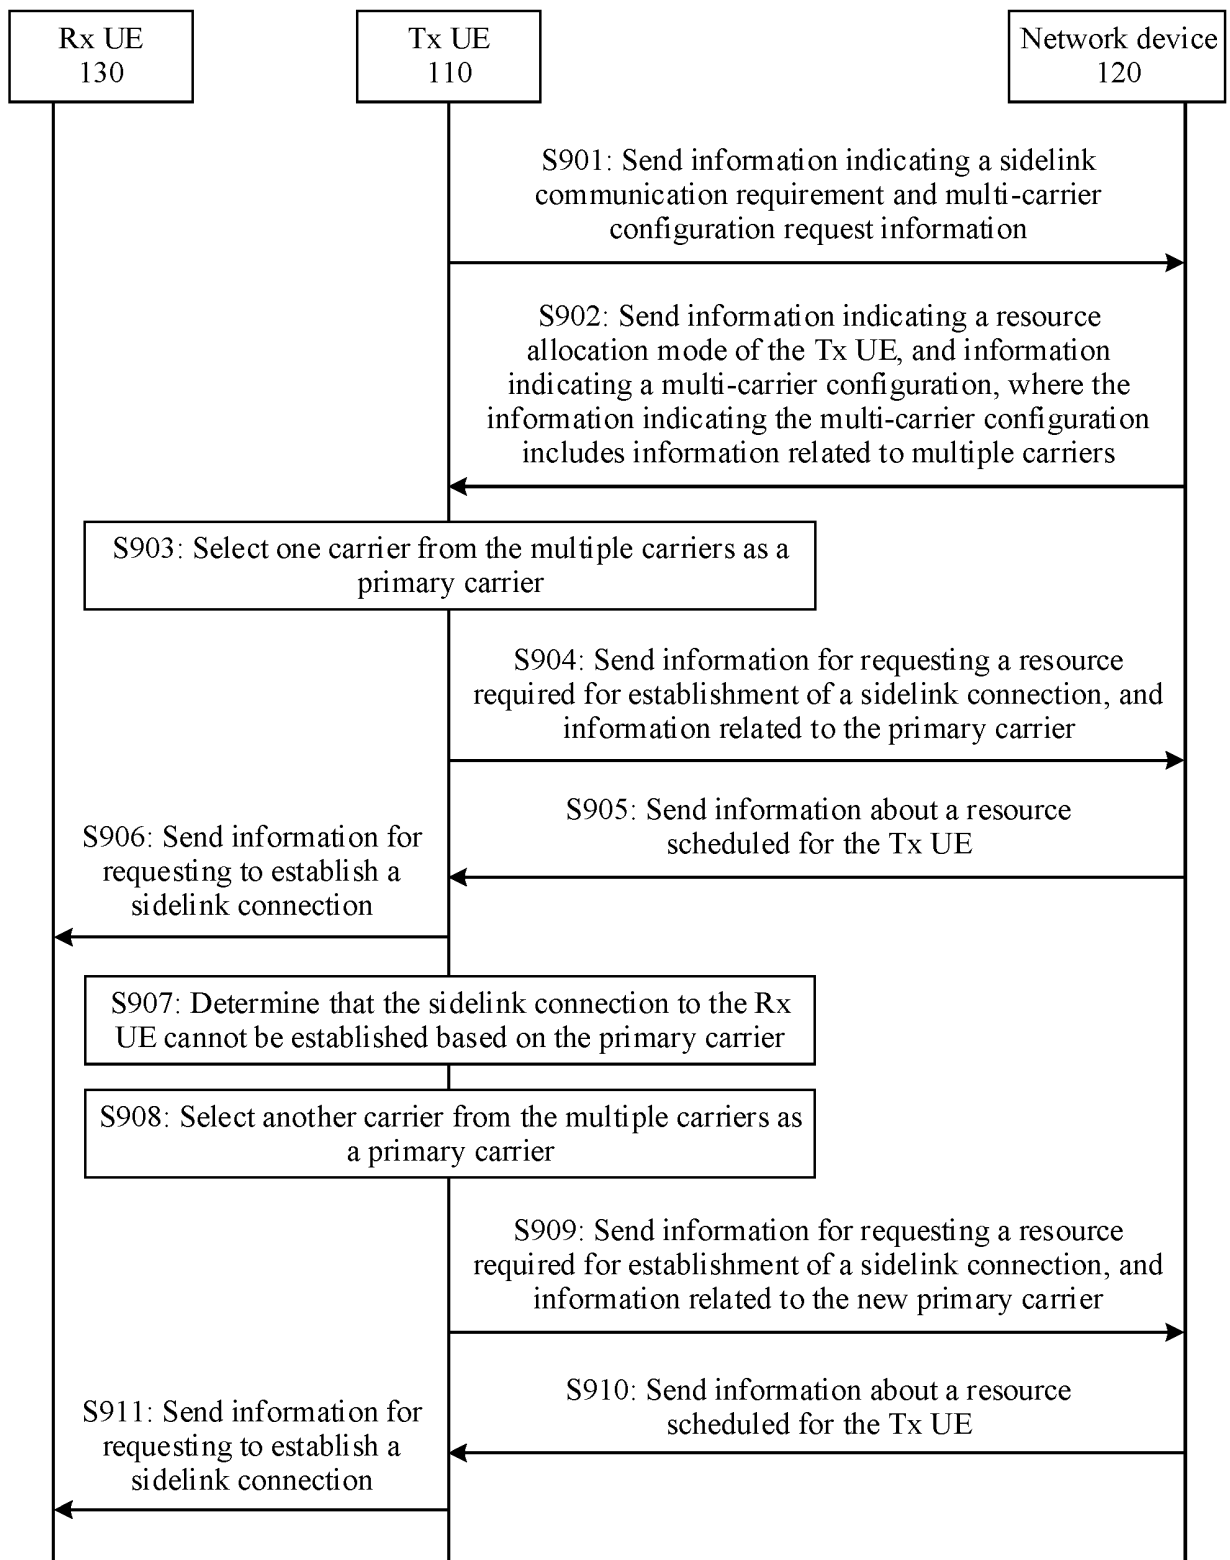 Rx UE
130
Tx UE
110
Network device
120
S901: Send information indicating a sidelink
communication requirement and multi-carrier
configuration request information
S902: Send information indicating a resource
allocation mode of the Tx UE, and information
indicating a multi-carrier configuration, where the
information indicating the multi-carrier configuration
includes information related to multiple carriers
S903: Select one carrier from the multiple carriers as a
primary carrier
S904: Send information for requesting a resource
required for establishment of a sidelink connection, and
information related to the primary carrier
S905: Send information about a resource
scheduled for the Tx UE
S906: Send information for
requesting to establish a
sidelink connection
S907: Determine that the sidelink connection to the Rx
UE cannot be established based on the primary carrier
S908: Select another carrier from the multiple carriers as
a primary carrier
S909: Send information for requesting a resource
required for establishment of a sidelink connection, and
information related to the new primary carrier
S910: Send information about a resource
scheduled for the Tx UE
S911: Send information for
requesting to establish a
sidelink connection